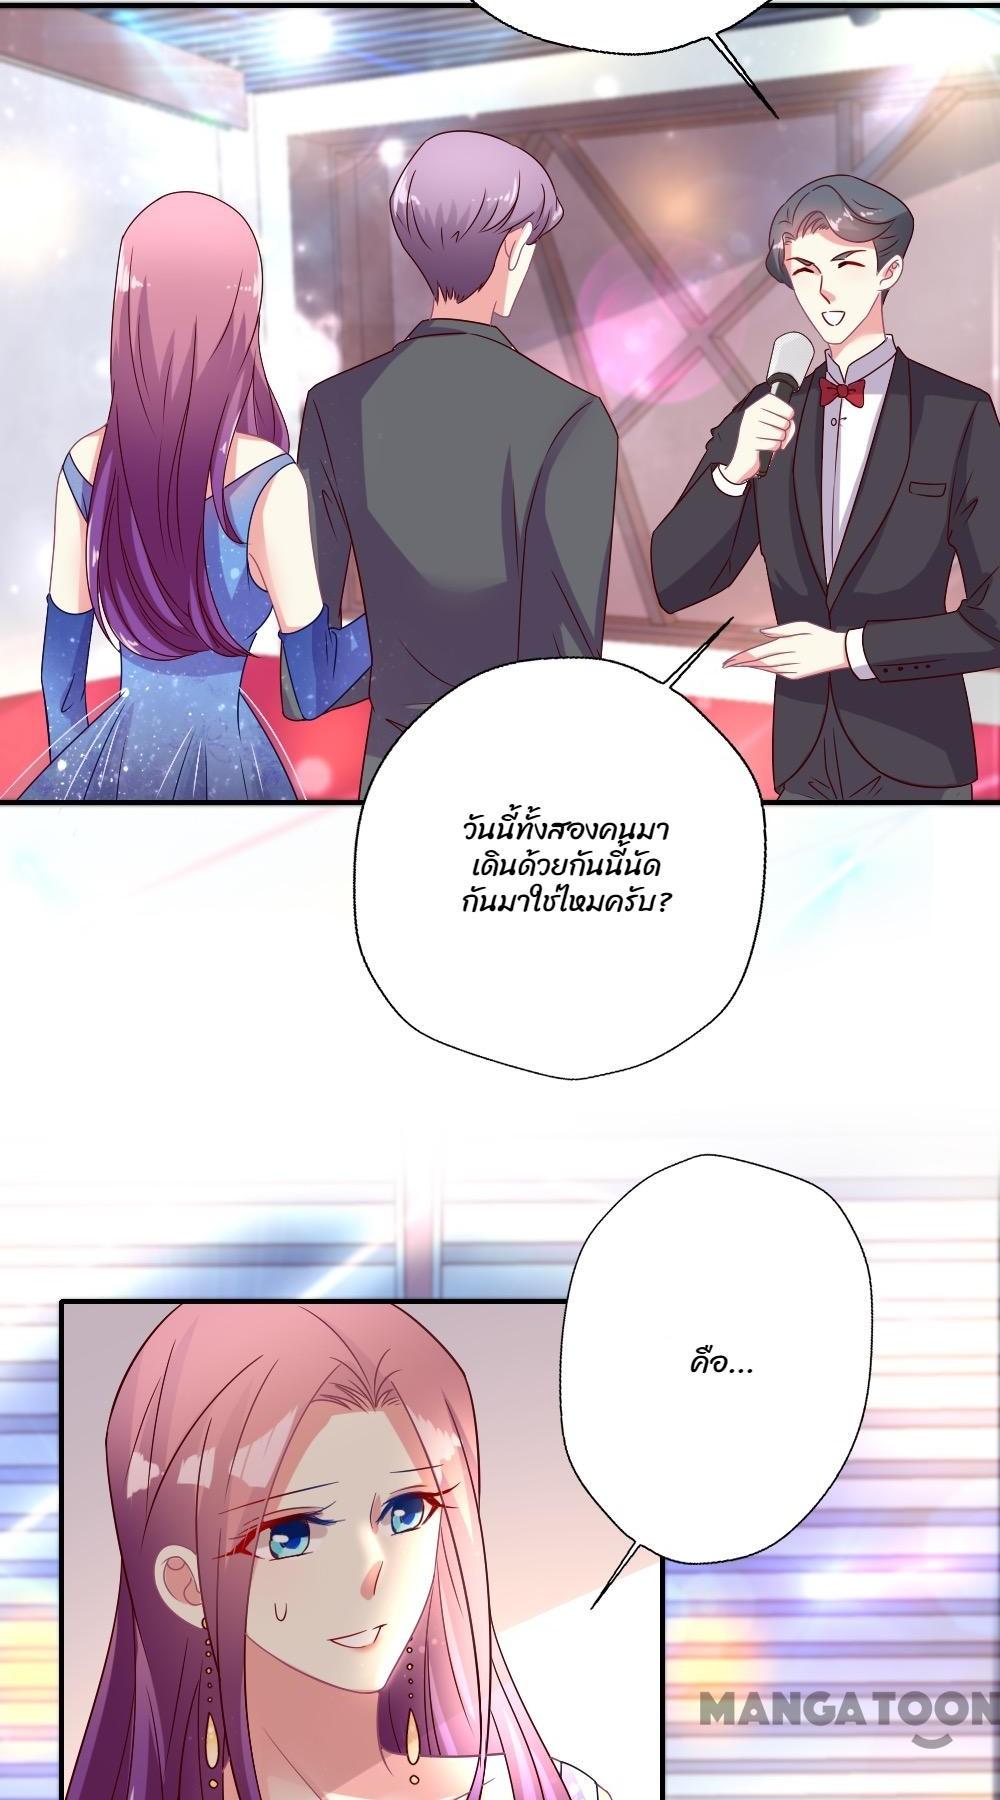 วันนี้ทั้งสองคนมา
เดินด้วยกันนี้นัด
กันมาใช่ไหมครับ?
คือ...
MANGATOON